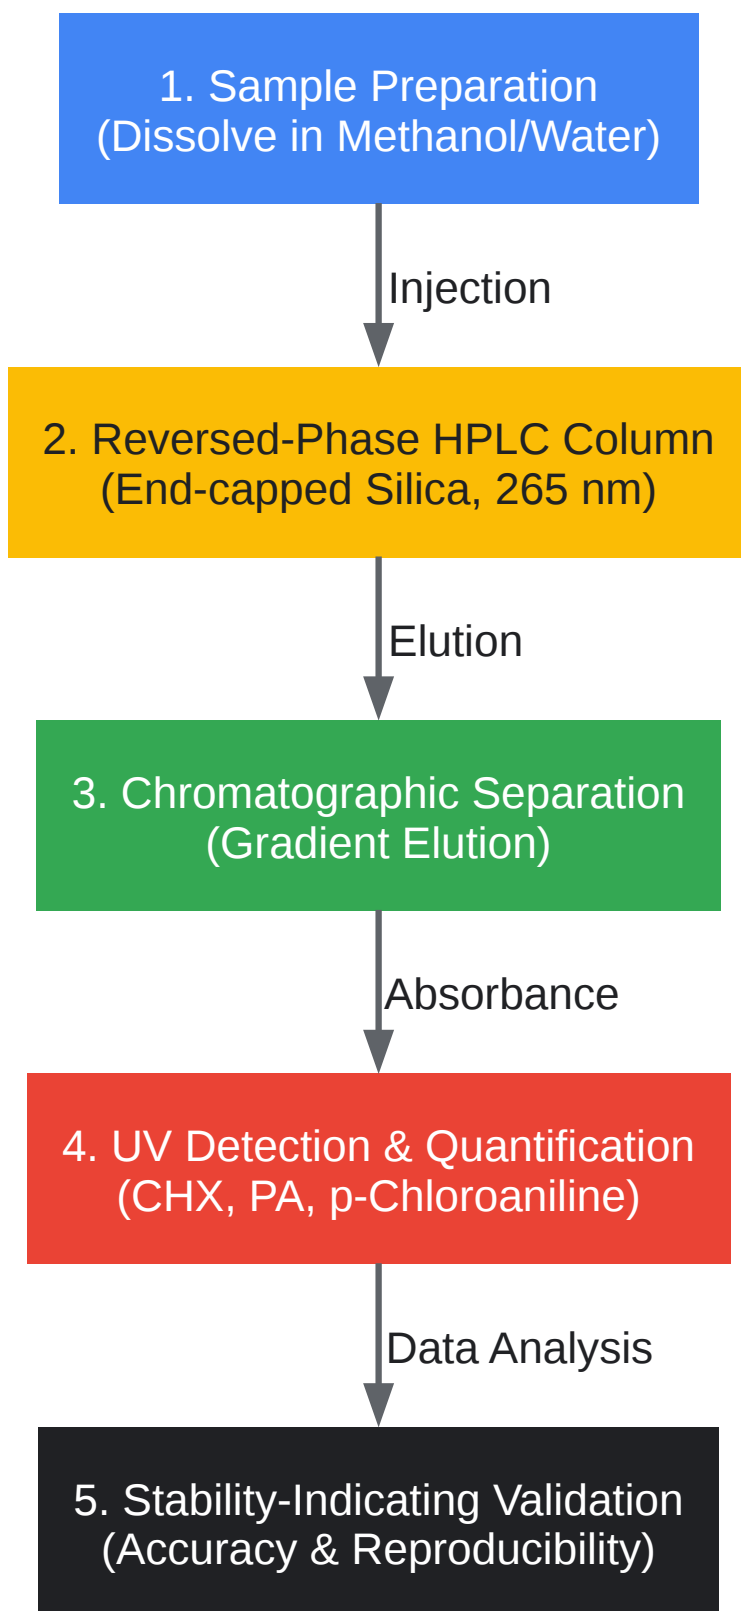 1. Sample Preparation
(Dissolve in Methanol/Water)
Injection
2. Reversed-Phase HPLC Column
(End-capped Silica, 265 nm)
Elution
3. Chromatographic Separation
(Gradient Elution)
Absorbance
4. UV Detection & Quantification
(CHX, PA, p-Chloroaniline)
Data Analysis
5. Stability-Indicating Validation
(Accuracy & Reproducibility)